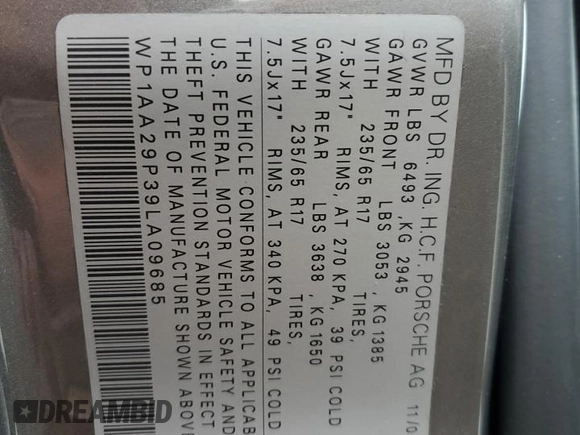 MFD BY DR. ING. H.C.F. PORSCHE AG 11/0
GVWR LBS 6493 ,KG 2945
GAWR FRONT LBS 3053 , KG 1385
WITH 235/65 R17 TIRES,
7.5Jx17" RIMS, AT 270 KPA, 39 PSI COLD
GAWR REAR LBS 3638 , KG 1650
WITH 235/65 R17 TIRES,
7.5Jx17" RIMS, AT 340 KPA, 49 PSI COLD
THIS VEHICLE CONFORMS TO ALL APPLICAB
U.S. FEDERAL MOTOR VEHICLE SAFETY AND
THEFT PREVENTION STANDARDS IN EFFECT
THE DATE OF MANUFACTURE SHOWN ABOVE
WP1AA29P39LA09685
DREAMBID